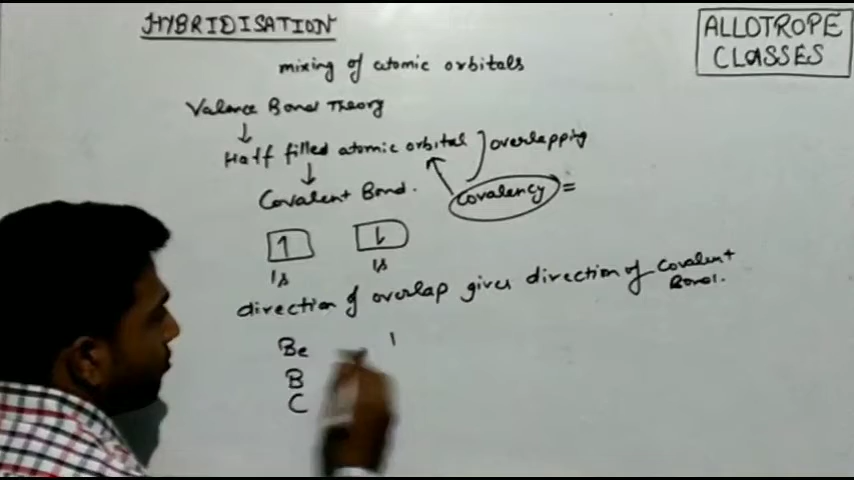 HYBRIDISATION
ALLOTROPE
CLASSES
mixing of atomic orbitals
Valence Bond Theory
↓
Half filled atomic orbital } overlapping
↓
Covalent Bond. covalency =
↑ ↓
1s 1s
direction of overlap gives direction of covalent
Bond.
Be 1
B
C